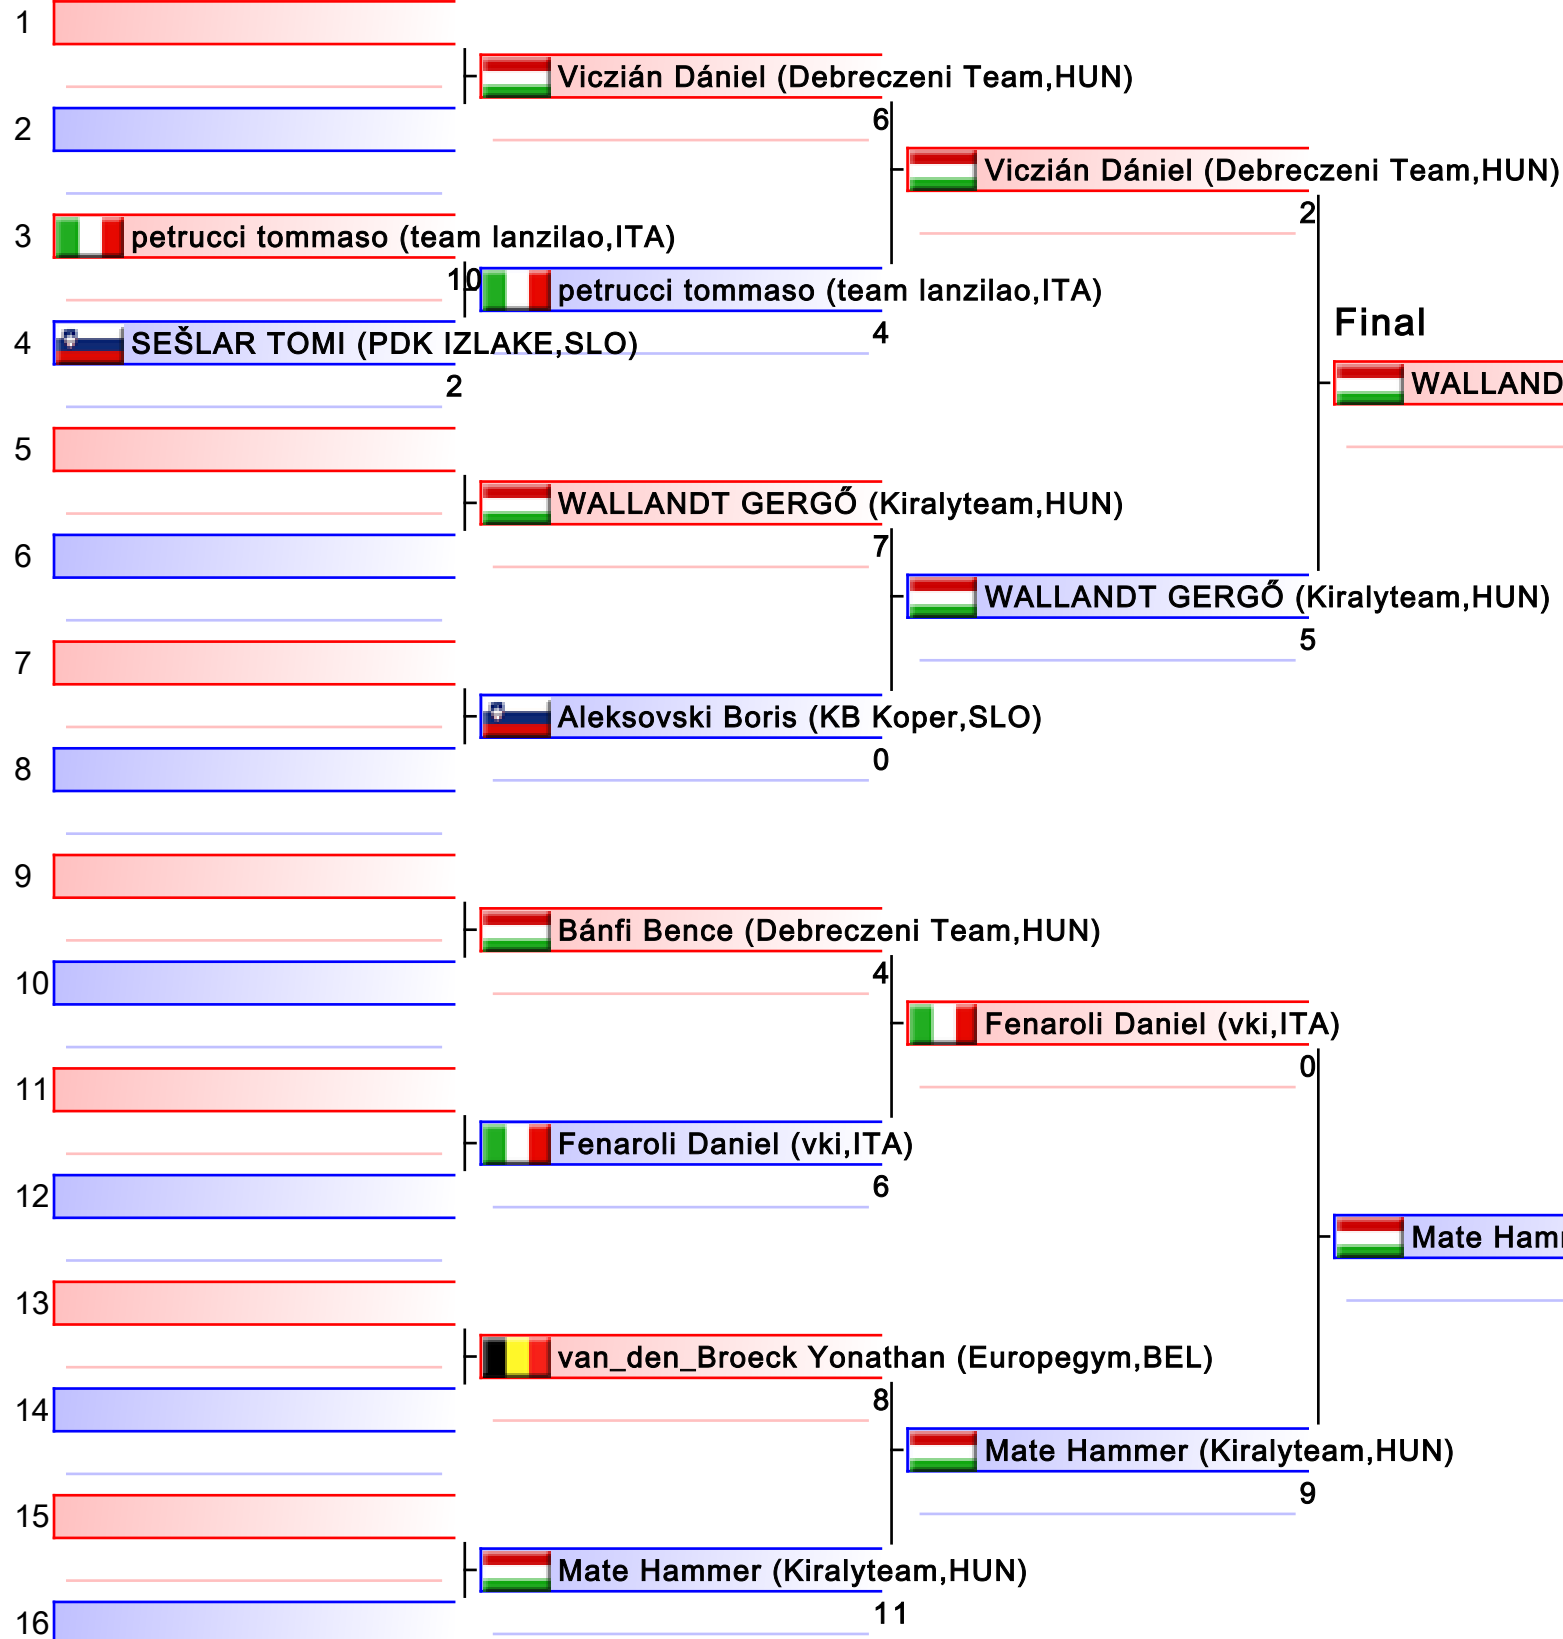 1
Viczián Dániel (Debreczeni Team,HUN)
6
2
Viczián Dániel (Debreczeni Team,HUN)
2
3
petrucci tommaso (team lanzilao,ITA)
10
petrucci tommaso (team lanzilao,ITA)
4
Final
4
SEŠLAR TOMI (PDK IZLAKE,SLO)
2
WALLAND
5
WALLANDT GERGŐ (Kiralyteam,HUN)
7
6
WALLANDT GERGŐ (Kiralyteam,HUN)
5
7
Aleksovski Boris (KB Koper,SLO)
0
8
9
Bánfi Bence (Debreczeni Team,HUN)
4
10
Fenaroli Daniel (vki,ITA)
0
11
Fenaroli Daniel (vki,ITA)
6
12
Mate Ham
13
van_den_Broeck Yonathan (Europegym,BEL)
8
14
Mate Hammer (Kiralyteam,HUN)
9
15
Mate Hammer (Kiralyteam,HUN)
11
16